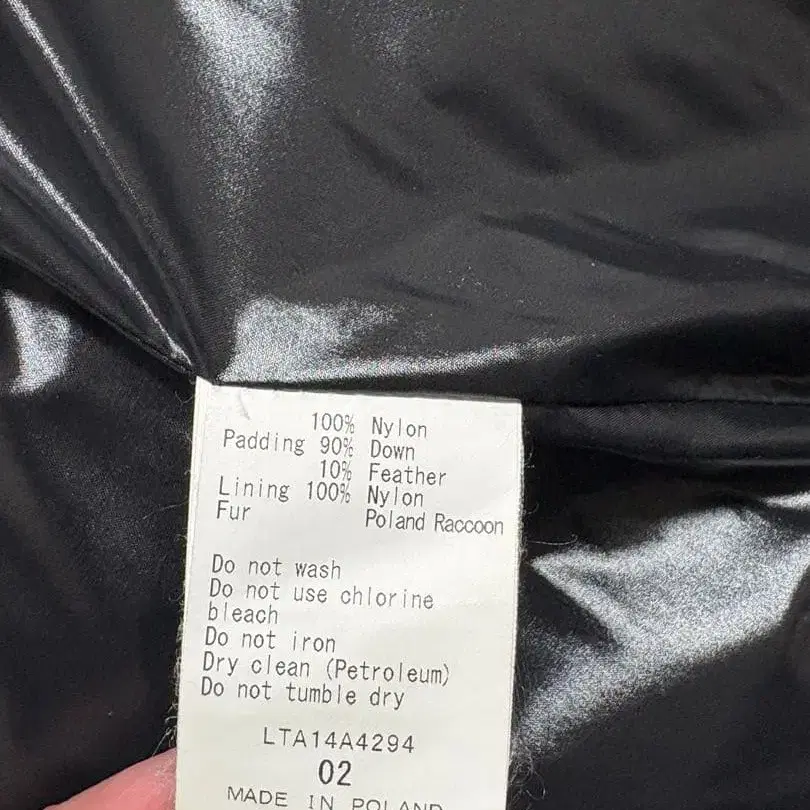 100% Nylon
Padding 90% Down
10% Feather
Lining 100% Nylon
Fur Poland Raccoon
Do not wash
Do not use chlorine
bleach
Do not iron
Dry clean (Petroleum)
Do not tumble dry
LTA14A4294
02
MADE IN POLAND